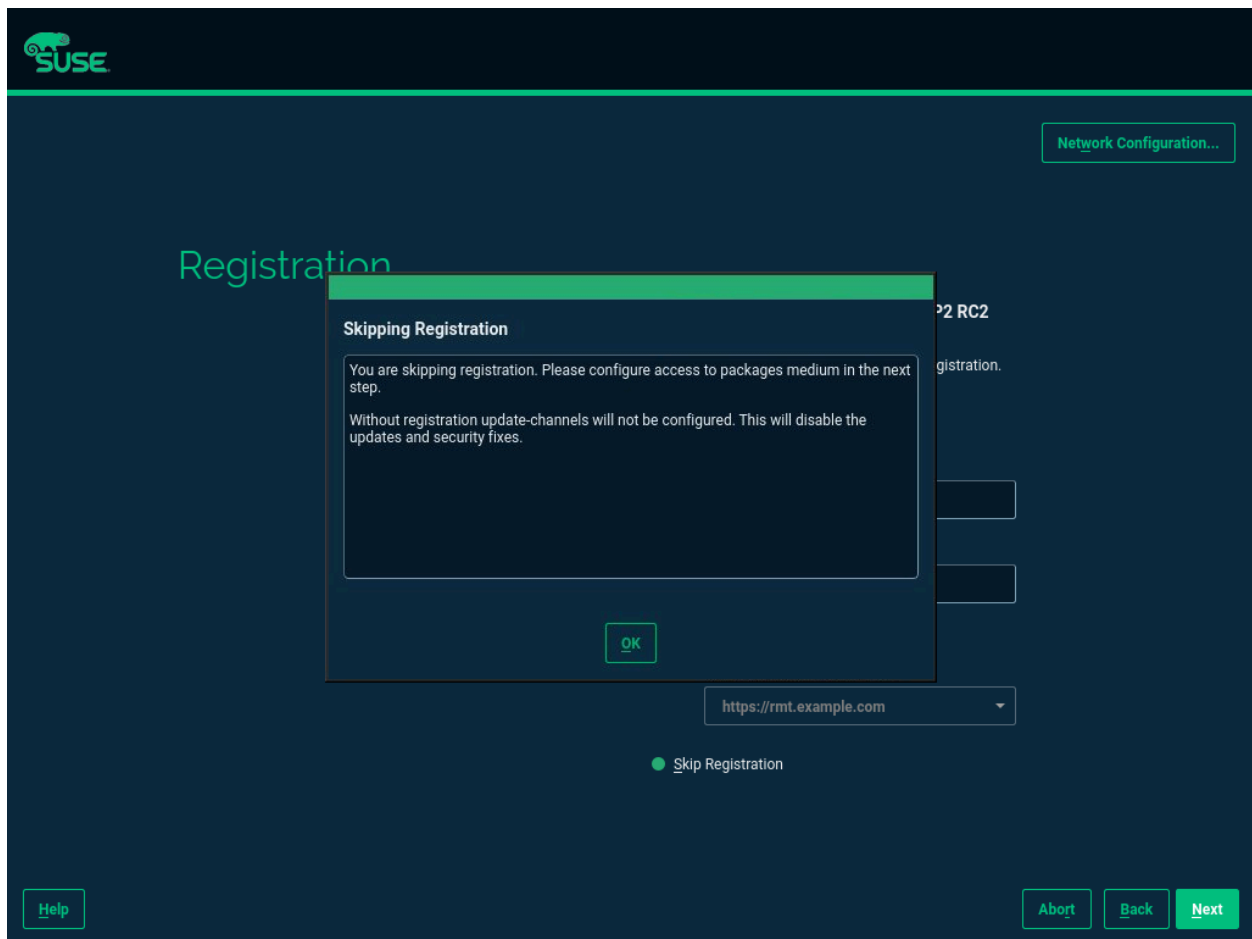 SUSE
Network Configuration...
Registration
P2 RC2
Skipping Registration
gistration.
You are skipping registration. Please configure access to packages medium in the next
step.
Without registration update-channels will not be configured. This will disable the
updates and security fixes.
OK
https://rmt.example.com
Skip Registration
Help
Abort
Back
Next